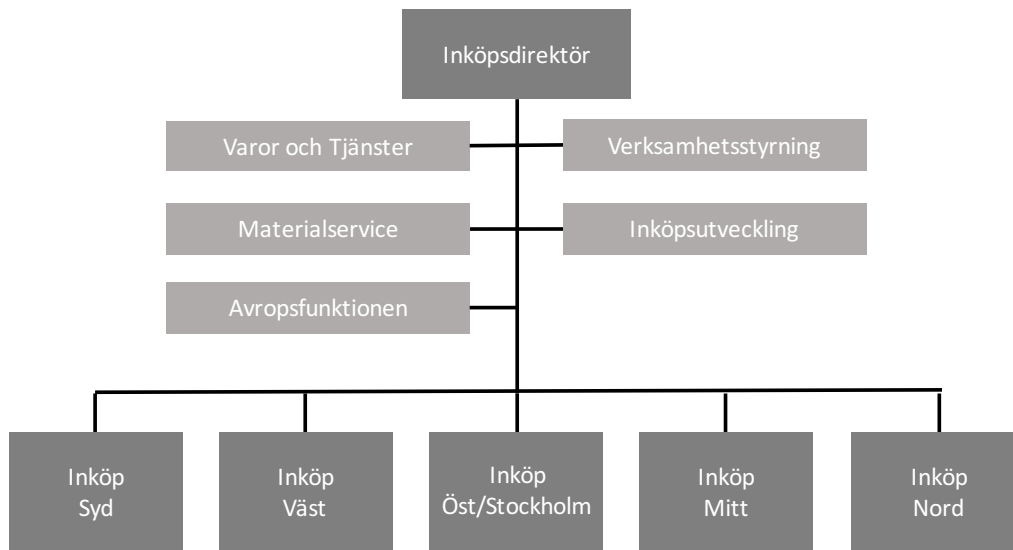 Inköpsdirektör
Varor och Tjänster
Verksamhetsstyrning
Materialservice
Inköpsutveckling
Avropsfunktionen
Inköp
Syd
Inköp
Väst
Inköp
Öst/Stockholm
Inköp
Mitt
Inköp
Nord